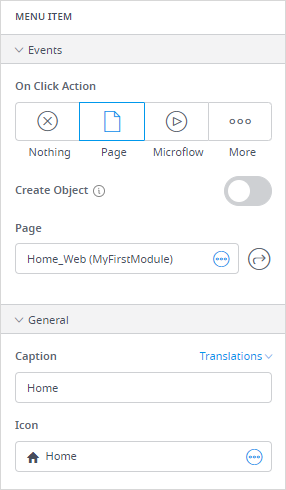 MENU ITEM
Events
On Click Action
Nothing Page Microflow More
Create Object
Page
Home_Web (MyFirstModule)
General
Caption Translations
Home
Icon
Home